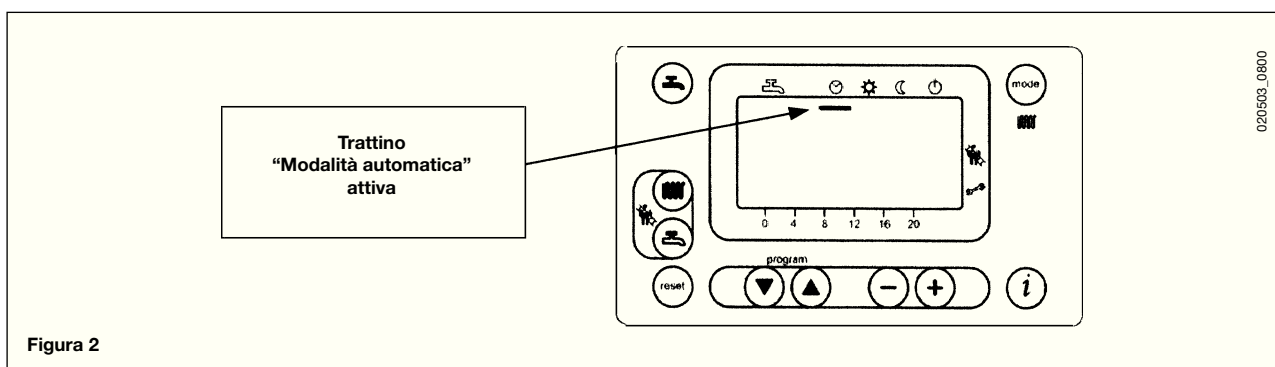 020503_0800
mode
Trattino
“Modalità automatica”
attiva
0 4 8 12 16 20
program
reset
i
Figura 2